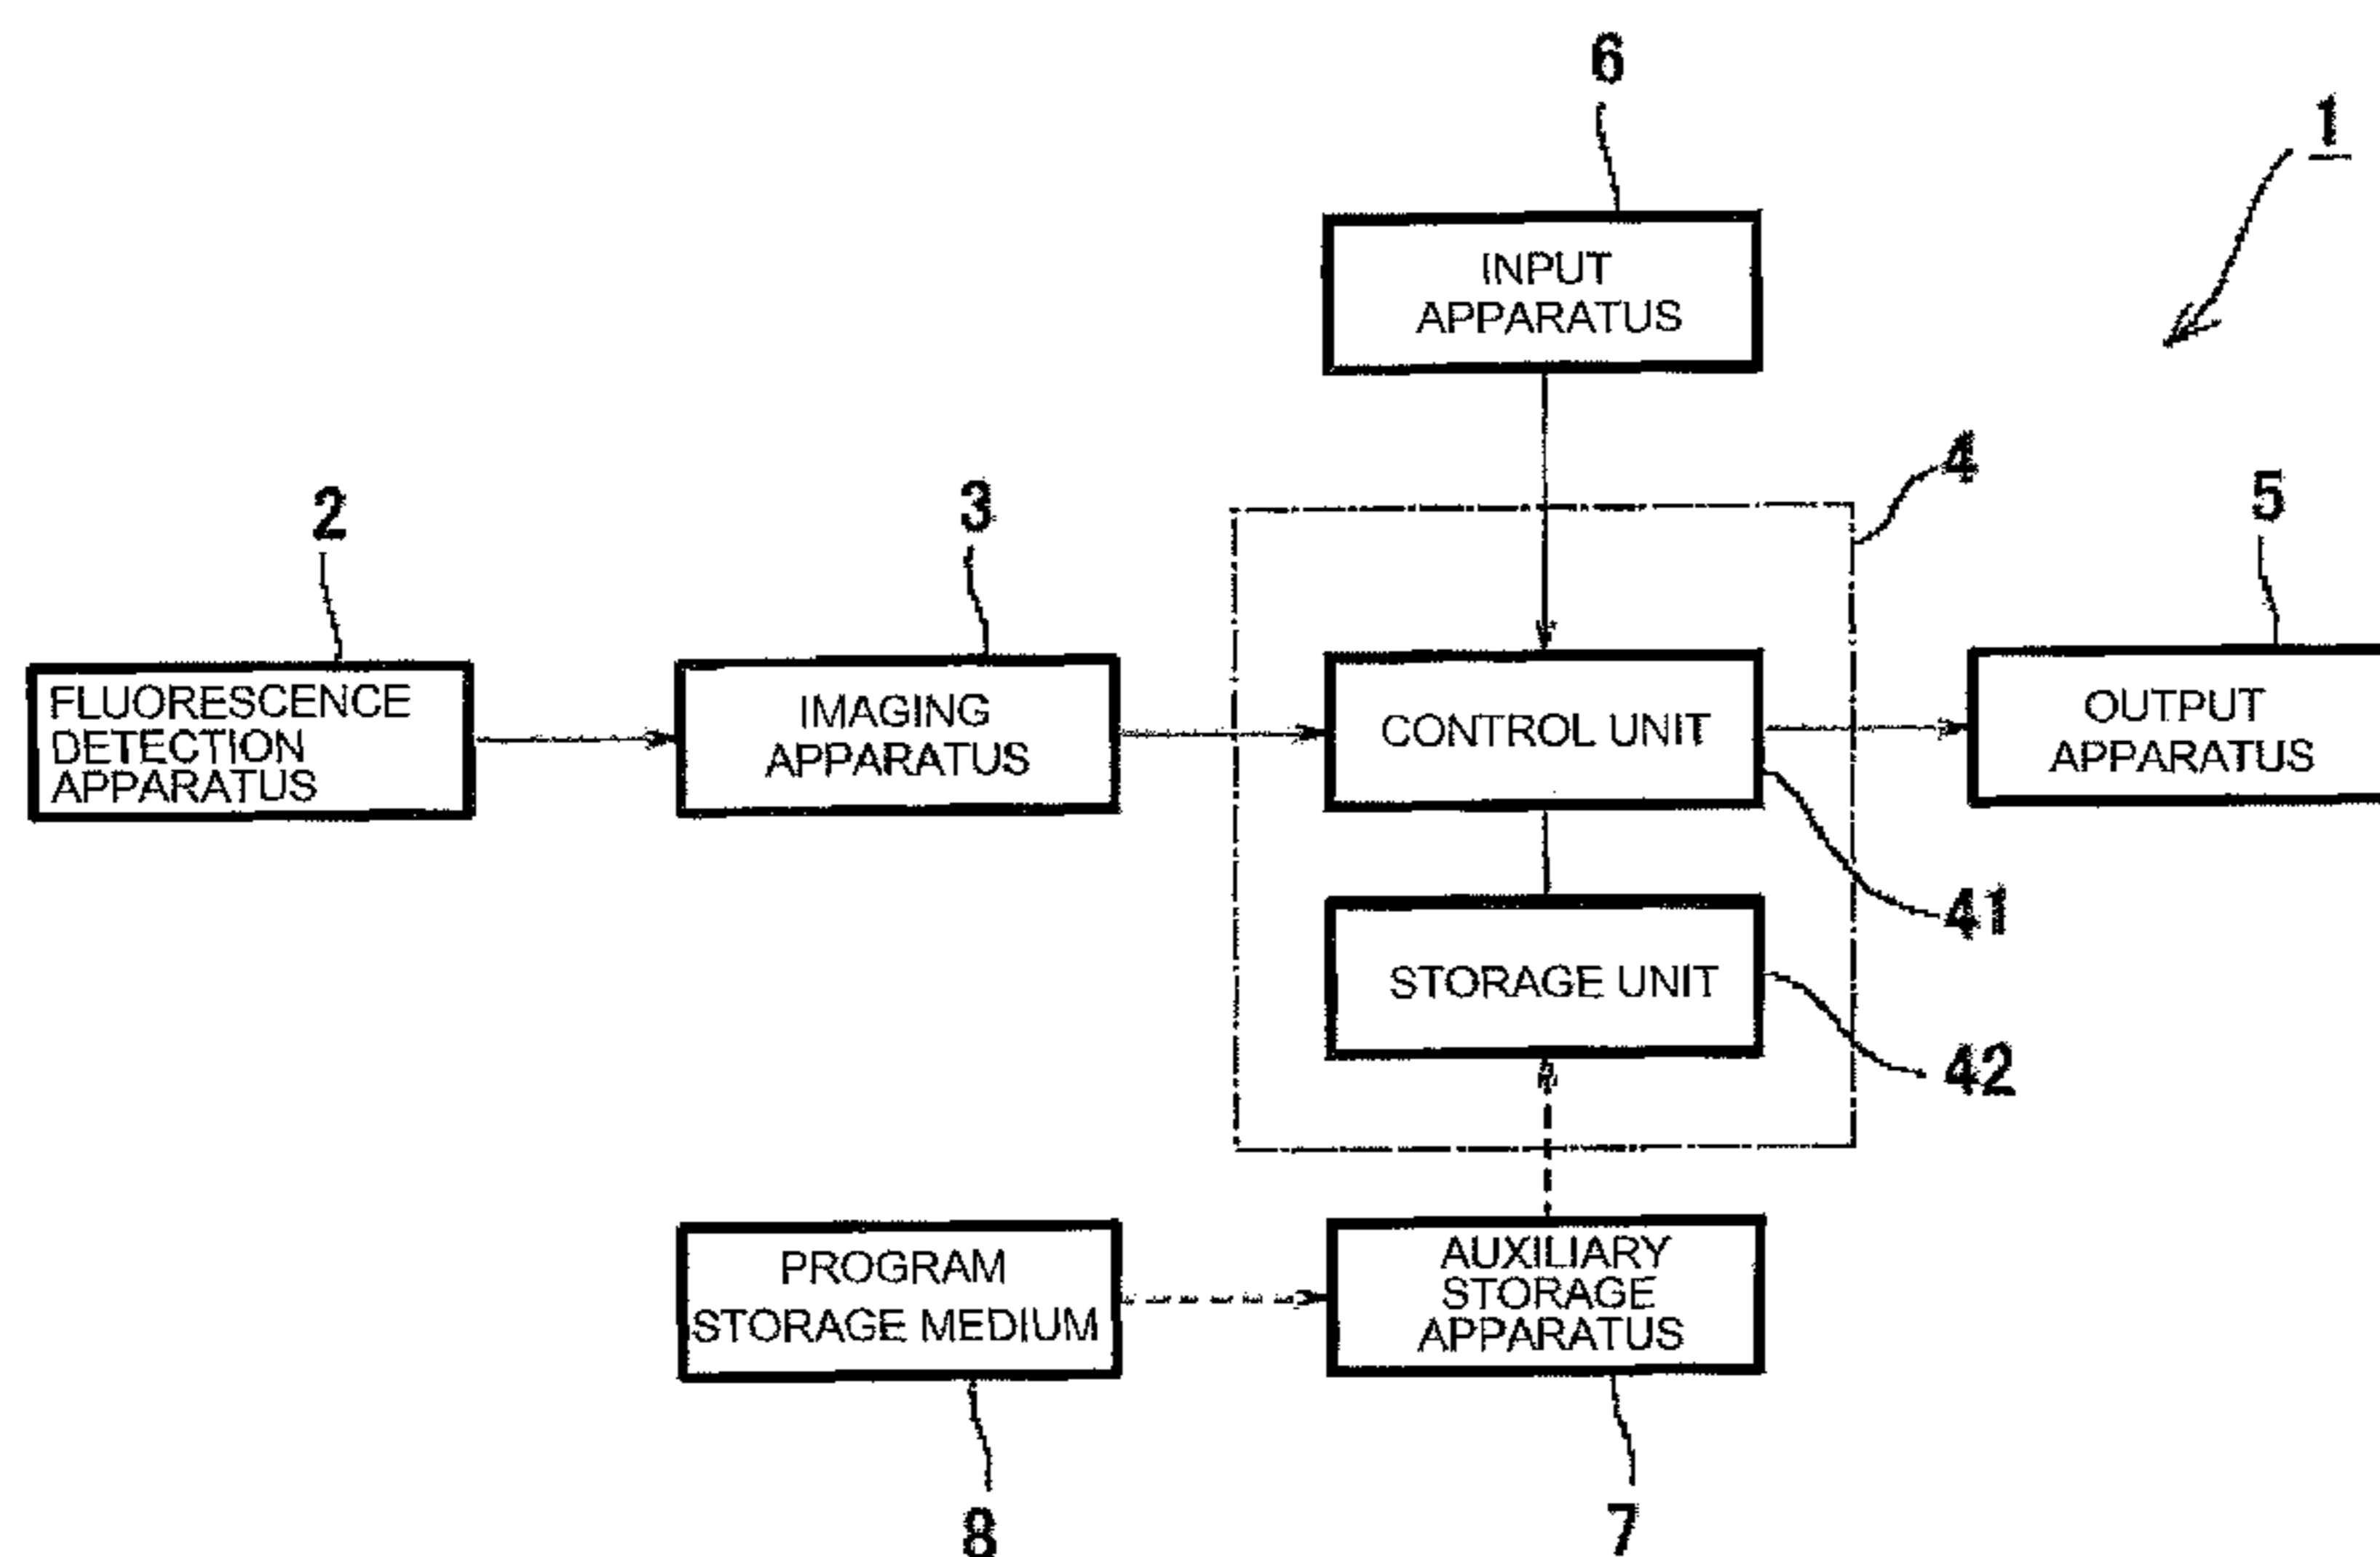 6
1
INPUT
APPARATUS
4
2
3
5
FLUORESCENCE
DETECTION
APPARATUS
IMAGING
APPARATUS
CONTROL UNIT
OUTPUT
APPARATUS
41
STORAGE UNIT
42
PROGRAM
STORAGE MEDIUM
AUXILIARY
STORAGE
APPARATUS
8
7